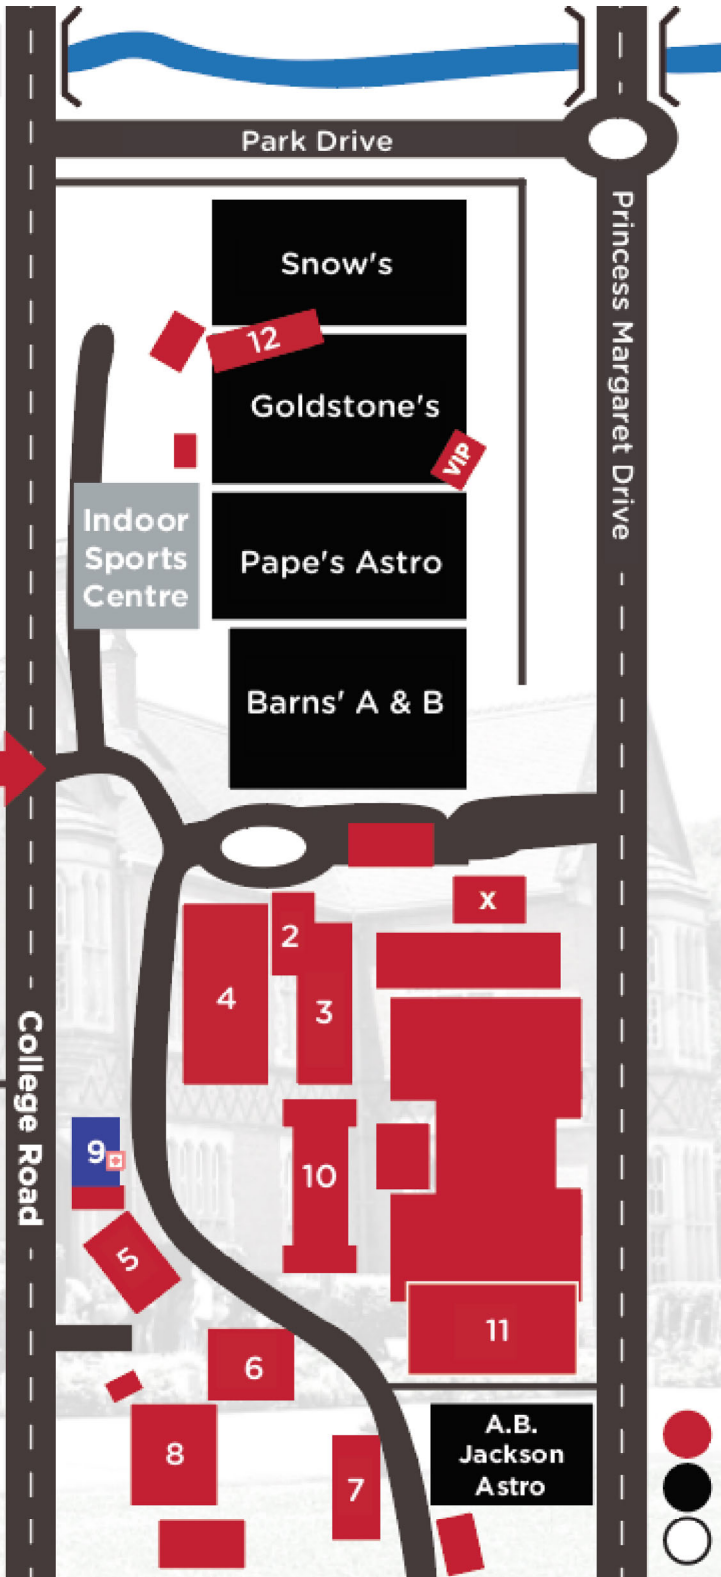 Park Drive
Snow's
12
Goldstone's
VIP
Princess Margaret Drive
Indoor
Sports
Centre
Pape's Astro
Barns' A & B
X
2
4
3
College Road
9
10
5
11
6
A.B.
Jackson
Astro
8
7